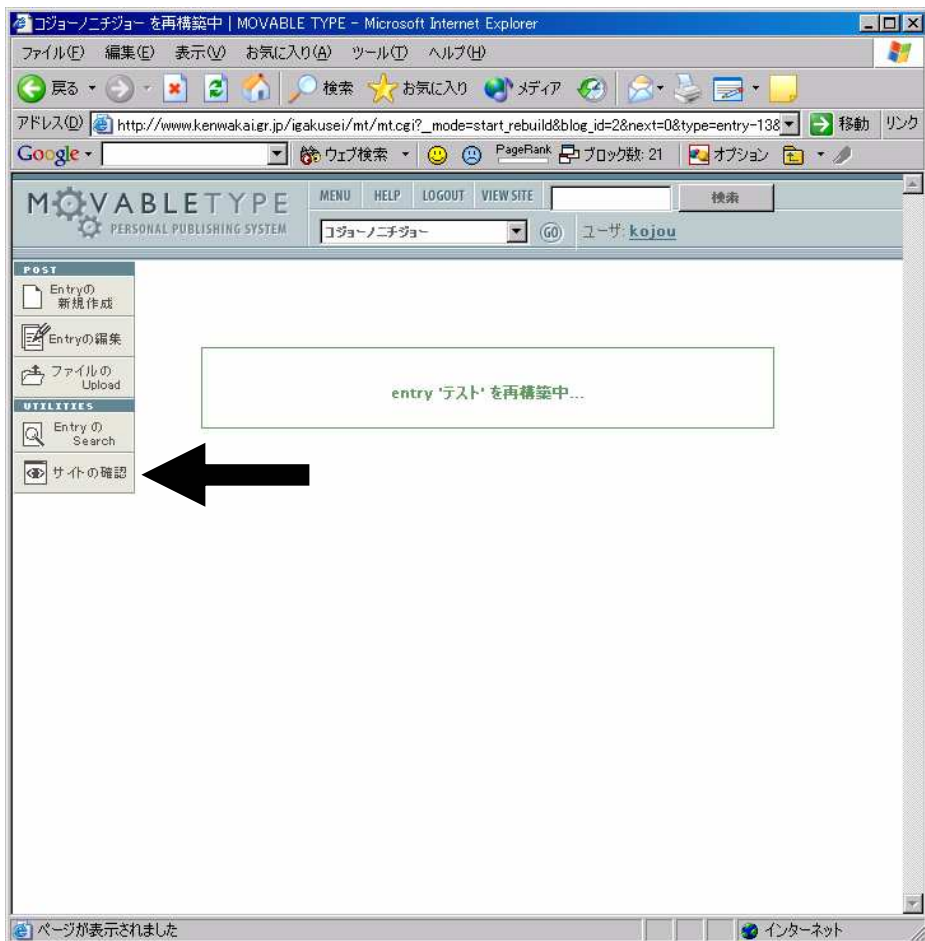 コジョーノニチジョー を再構築中 | MOVABLE TYPE - Microsoft Internet Explorer
ファイル(F) 編集(E) 表示(V) お気に入り(A) ツール(T) ヘルプ(H)
戻る 検索 お気に入り メディア
アドレス(D) http://www.kenwakai.gr.jp/igakusei/mt/mt.cgi?__mode=start_rebuild&blog_id=2&next=0&type=entry-138 移動 リンク
Google ウェブ検索 PageRank ブロック数: 21 オプション
MOVABLETYPE MENU HELP LOGOUT VIEW SITE 検索
PERSONAL PUBLISHING SYSTEM コジョーノニチジョー GO ユーザ: kojou
POST
Entryの
新規作成
Entryの編集
ファイルの
Upload
entry 'テスト' を再構築中...
UTILITIES
Entry の
Search
サイトの確認
ページが表示されました インターネット